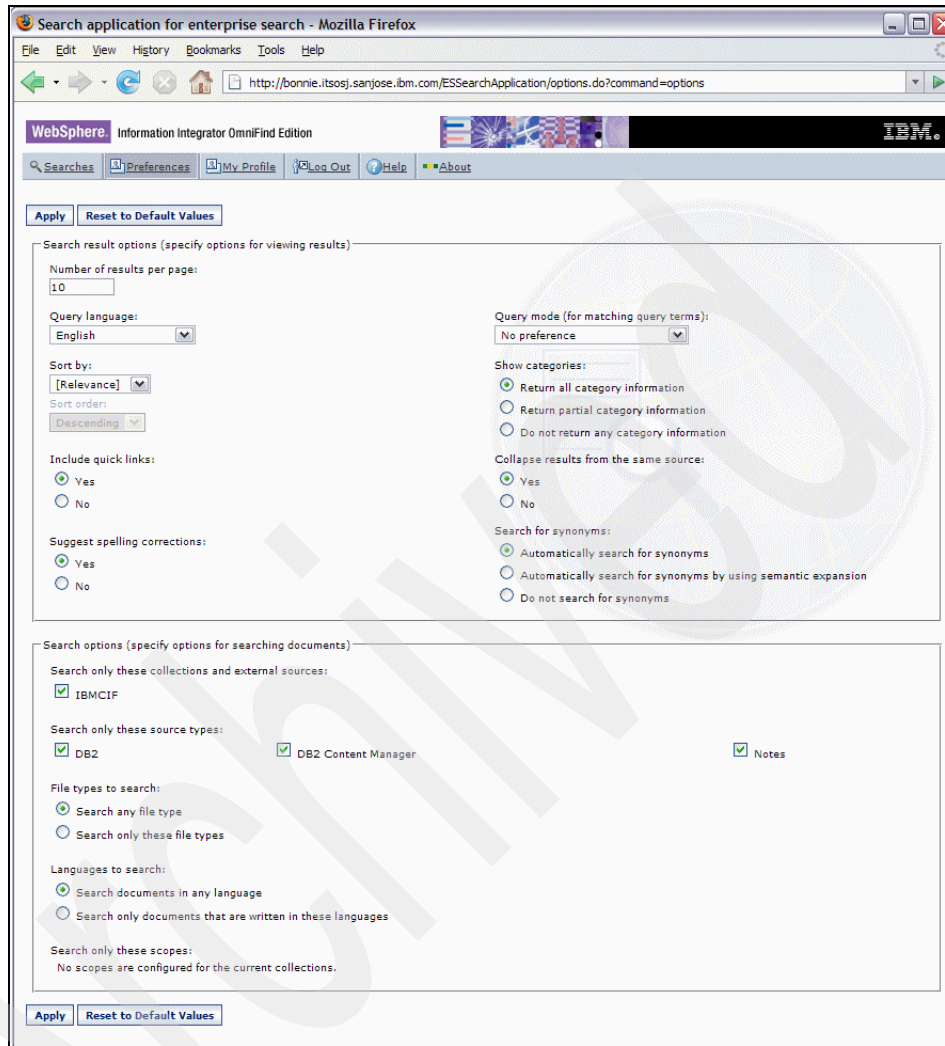 Search application for enterprise search - Mozilla Firefox
File Edit View History Bookmarks Tools Help
http://bonnie.itsosj.sanjose.ibm.com/ESSearchApplication/options.do?command=options
WebSphere. Information Integrator OmniFind Edition IBM.
Searches Preferences My Profile Log Out Help About
Apply Reset to Default Values
Search result options (specify options for viewing results)
Number of results per page:
10
Query language: Query mode (for matching query terms):
English No preference
Sort by: Show categories:
[Relevance] Return all category information
Sort order: Return partial category information
Descending Do not return any category information
Include quick links: Collapse results from the same source:
Yes Yes
No No
Suggest spelling corrections: Search for synonyms:
Yes Automatically search for synonyms
No Automatically search for synonyms by using semantic expansion
Do not search for synonyms
Search options (specify options for searching documents)
Search only these collections and external sources:
IBMCIF
Search only these source types:
DB2 DB2 Content Manager Notes
File types to search:
Search any file type
Search only these file types
Languages to search:
Search documents in any language
Search only documents that are written in these languages
Search only these scopes:
No scopes are configured for the current collections.
Apply Reset to Default Values
Archived